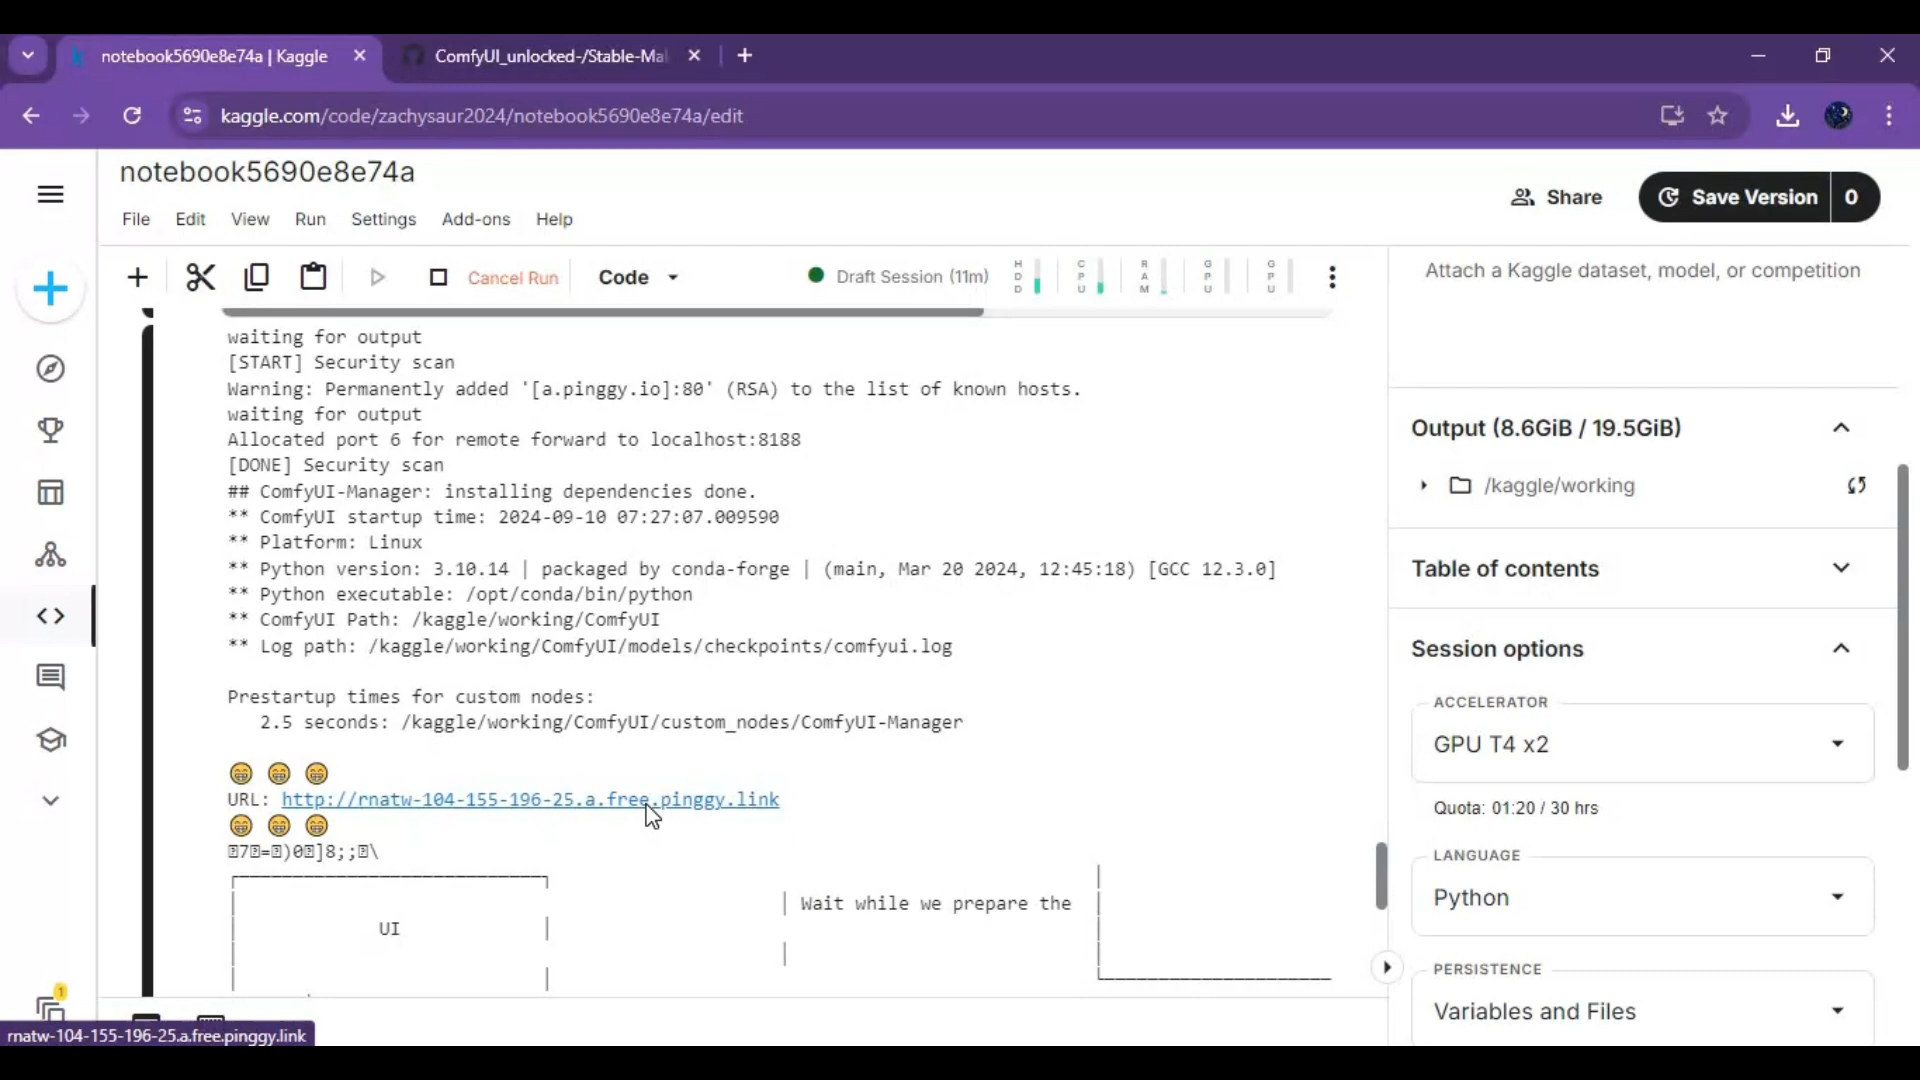 notebook5690e8e74a | Kaggle
ComfyUI_unlocked-/Stable-Mal
kaggle.com/code/zachysaur2024/notebook5690e8e74a/edit
notebook5690e8e74a
File Edit View Run Settings Add-ons Help
Share
Save Version 0
Cancel Run
Code
Draft Session (11m)
HDD
CPU
RAM
GPU
GPU
Attach a Kaggle dataset, model, or competition
waiting for output
[START] Security scan
Warning: Permanently added '[a.pinggy.io]:80' (RSA) to the list of known hosts.
waiting for output
Allocated port 6 for remote forward to localhost:8188
[DONE] Security scan
## ComfyUI-Manager: installing dependencies done.
** ComfyUI startup time: 2024-09-10 07:27:07.009590
** Platform: Linux
** Python version: 3.10.14 | packaged by conda-forge | (main, Mar 20 2024, 12:45:18) [GCC 12.3.0]
** Python executable: /opt/conda/bin/python
** ComfyUI Path: /kaggle/working/ComfyUI
** Log path: /kaggle/working/ComfyUI/models/checkpoints/comfyui.log
Prestartup times for custom nodes:
2.5 seconds: /kaggle/working/ComfyUI/custom_nodes/ComfyUI-Manager
😁 😁 😁
URL: http://rnatw-104-155-196-25.a.free.pinggy.link
😁 😁 😁
Wait while we prepare the
UI
Output (8.6GiB / 19.5GiB)
/kaggle/working
Table of contents
Session options
ACCELERATOR
GPU T4 x2
Quota: 01:20 / 30 hrs
LANGUAGE
Python
PERSISTENCE
Variables and Files
1
rnatw-104-155-196-25.a.free.pinggy.link